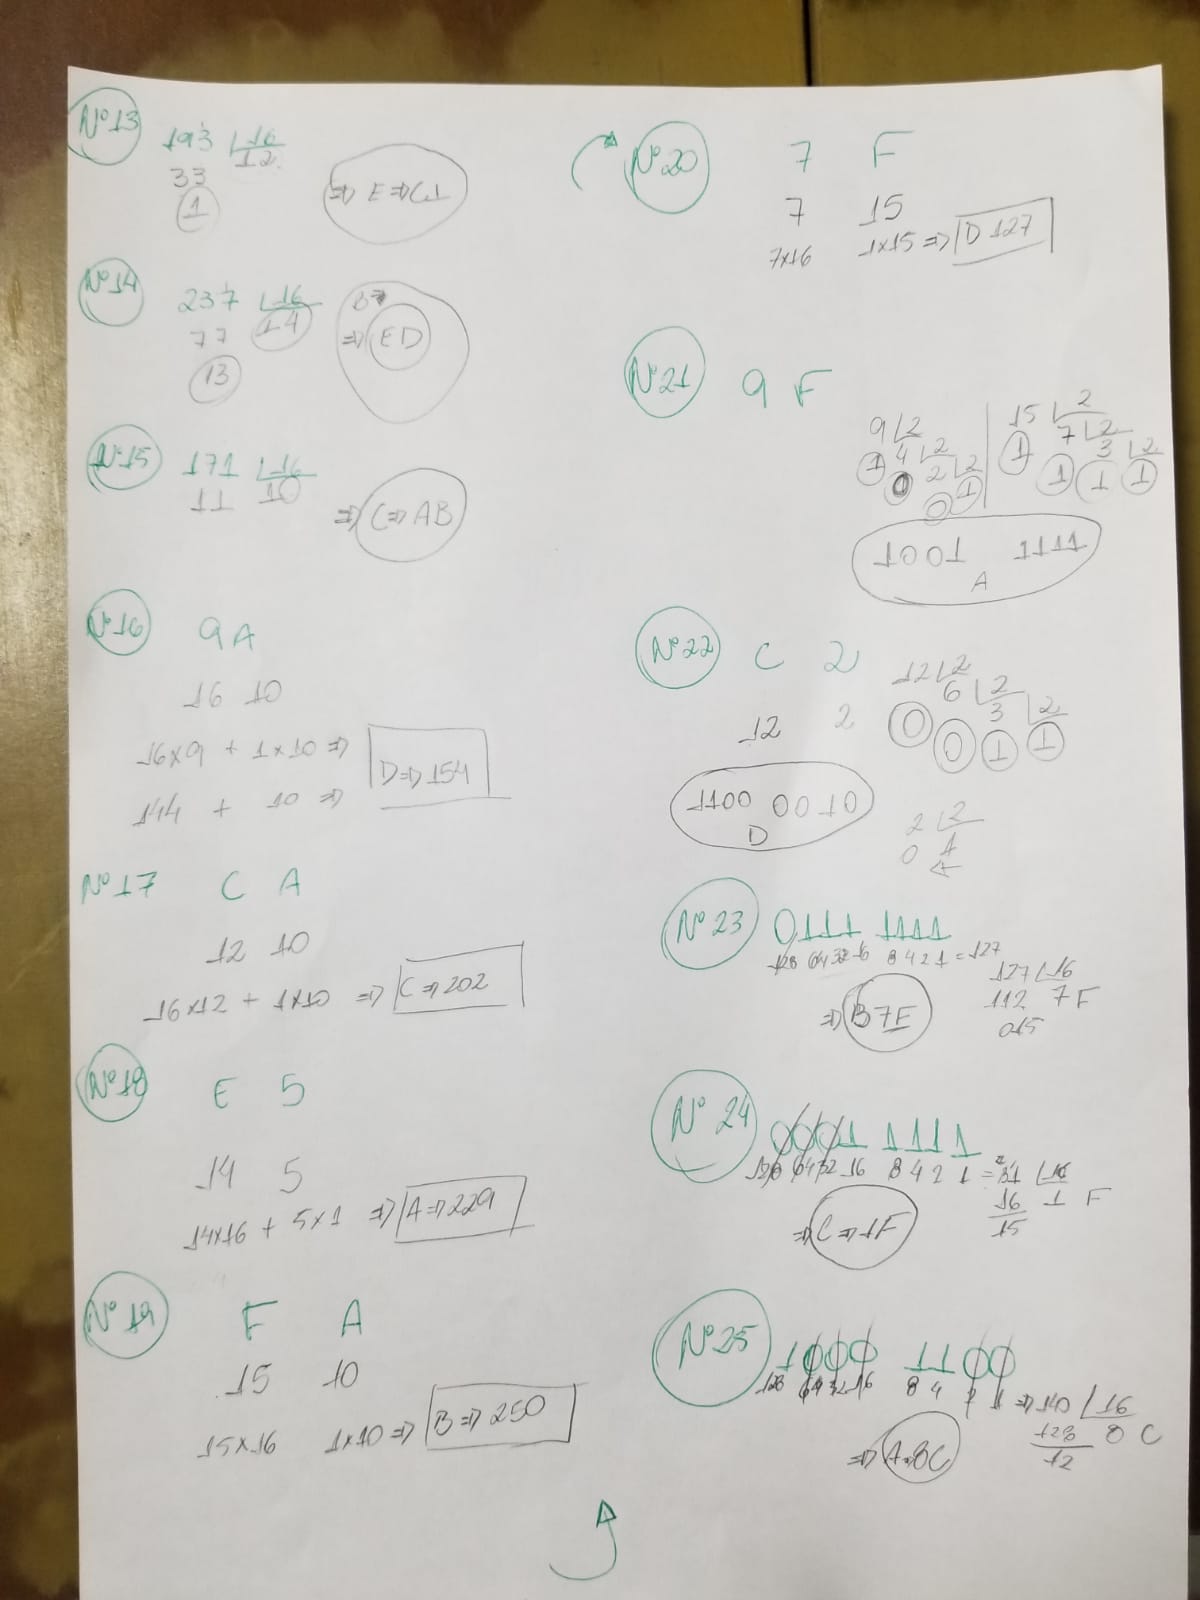 Nº13
193 16
33 12
1
⇒ E ⇒ C1
Nº14
237 16
77 14
13
B⇒
⇒ ED
Nº15
171 16
11 10
⇒ C ⇒ AB
Nº16
9 A
16 10
16x9 + 1x10 ⇒
144 + 10 ⇒
D ⇒ 154
Nº17 C A
12 10
16x12 + 1x10 ⇒ C ⇒ 202
Nº18
E 5
14 5
14x16 + 5x1 ⇒ A ⇒ 229
Nº19
F A
15 10
15x16 1x10 ⇒ B ⇒ 250
Nº20
7 F
7 15
7x16 1x15 ⇒ D 127
Nº21 9 F
9 2
1 4 2
0 2 2
0 1
15 2
1 7 2
1 3 2
1 1
1001 1111
A
Nº22 C 2
12 2
12 2
0 6 2
0 3 2
1 1
1100 0010
D
2 2
0 1
Nº23 0111 1111
128 64 32 16 8 4 2 1 = 127
127 16
112 7 F
015
⇒ B 7F
Nº 24
0001 1111
128 64 32 16 8 4 2 1 = 31 16
16 1 F
15
⇒ C ⇒ 1F
Nº25
1000 1100
128 64 32 16 8 4 2 1 ⇒ 140 16
128 8 C
12
⇒ A ⇒ 8C